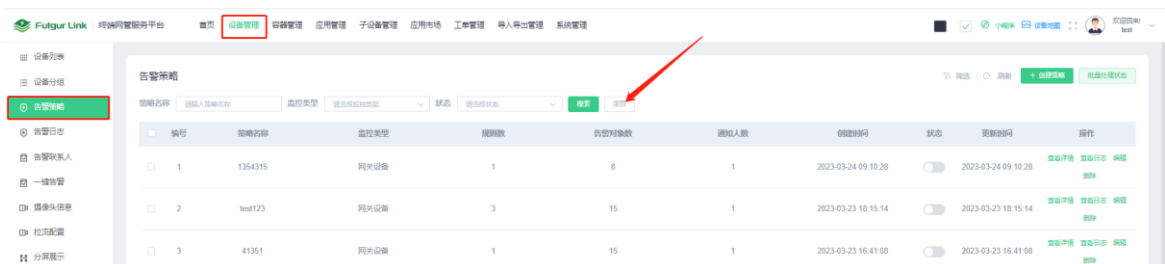 Fulgur Link 终端网管服务平台 首页 设备管理 容器管理 应用管理 子设备管理 应用市场 工单管理 导入导出管理 系统管理 小程序 设备地图 欢迎回来! test
设备列表
设备分组
告警策略
告警日志
告警联系人
一键告警
摄像头信息
拉流配置
分屏展示
告警策略 筛选 刷新 + 创建策略 批量处理状态
策略名称 请输入策略名称 监控类型 请选择监控类型 状态 请选择状态 搜索 重置
编号 策略名称 监控类型 规则数 告警对象数 通知人数 创建时间 状态 更新时间 操作
1 1354315 网关设备 1 8 1 2023-03-24 09:10:28 2023-03-24 09:10:28 查看详情 查看日志 编辑
删除
2 test123 网关设备 3 15 1 2023-03-23 18:15:14 2023-03-23 18:15:14 查看详情 查看日志 编辑
删除
3 41351 网关设备 1 15 1 2023-03-23 16:41:08 2023-03-23 16:41:08 查看详情 查看日志 编辑
删除